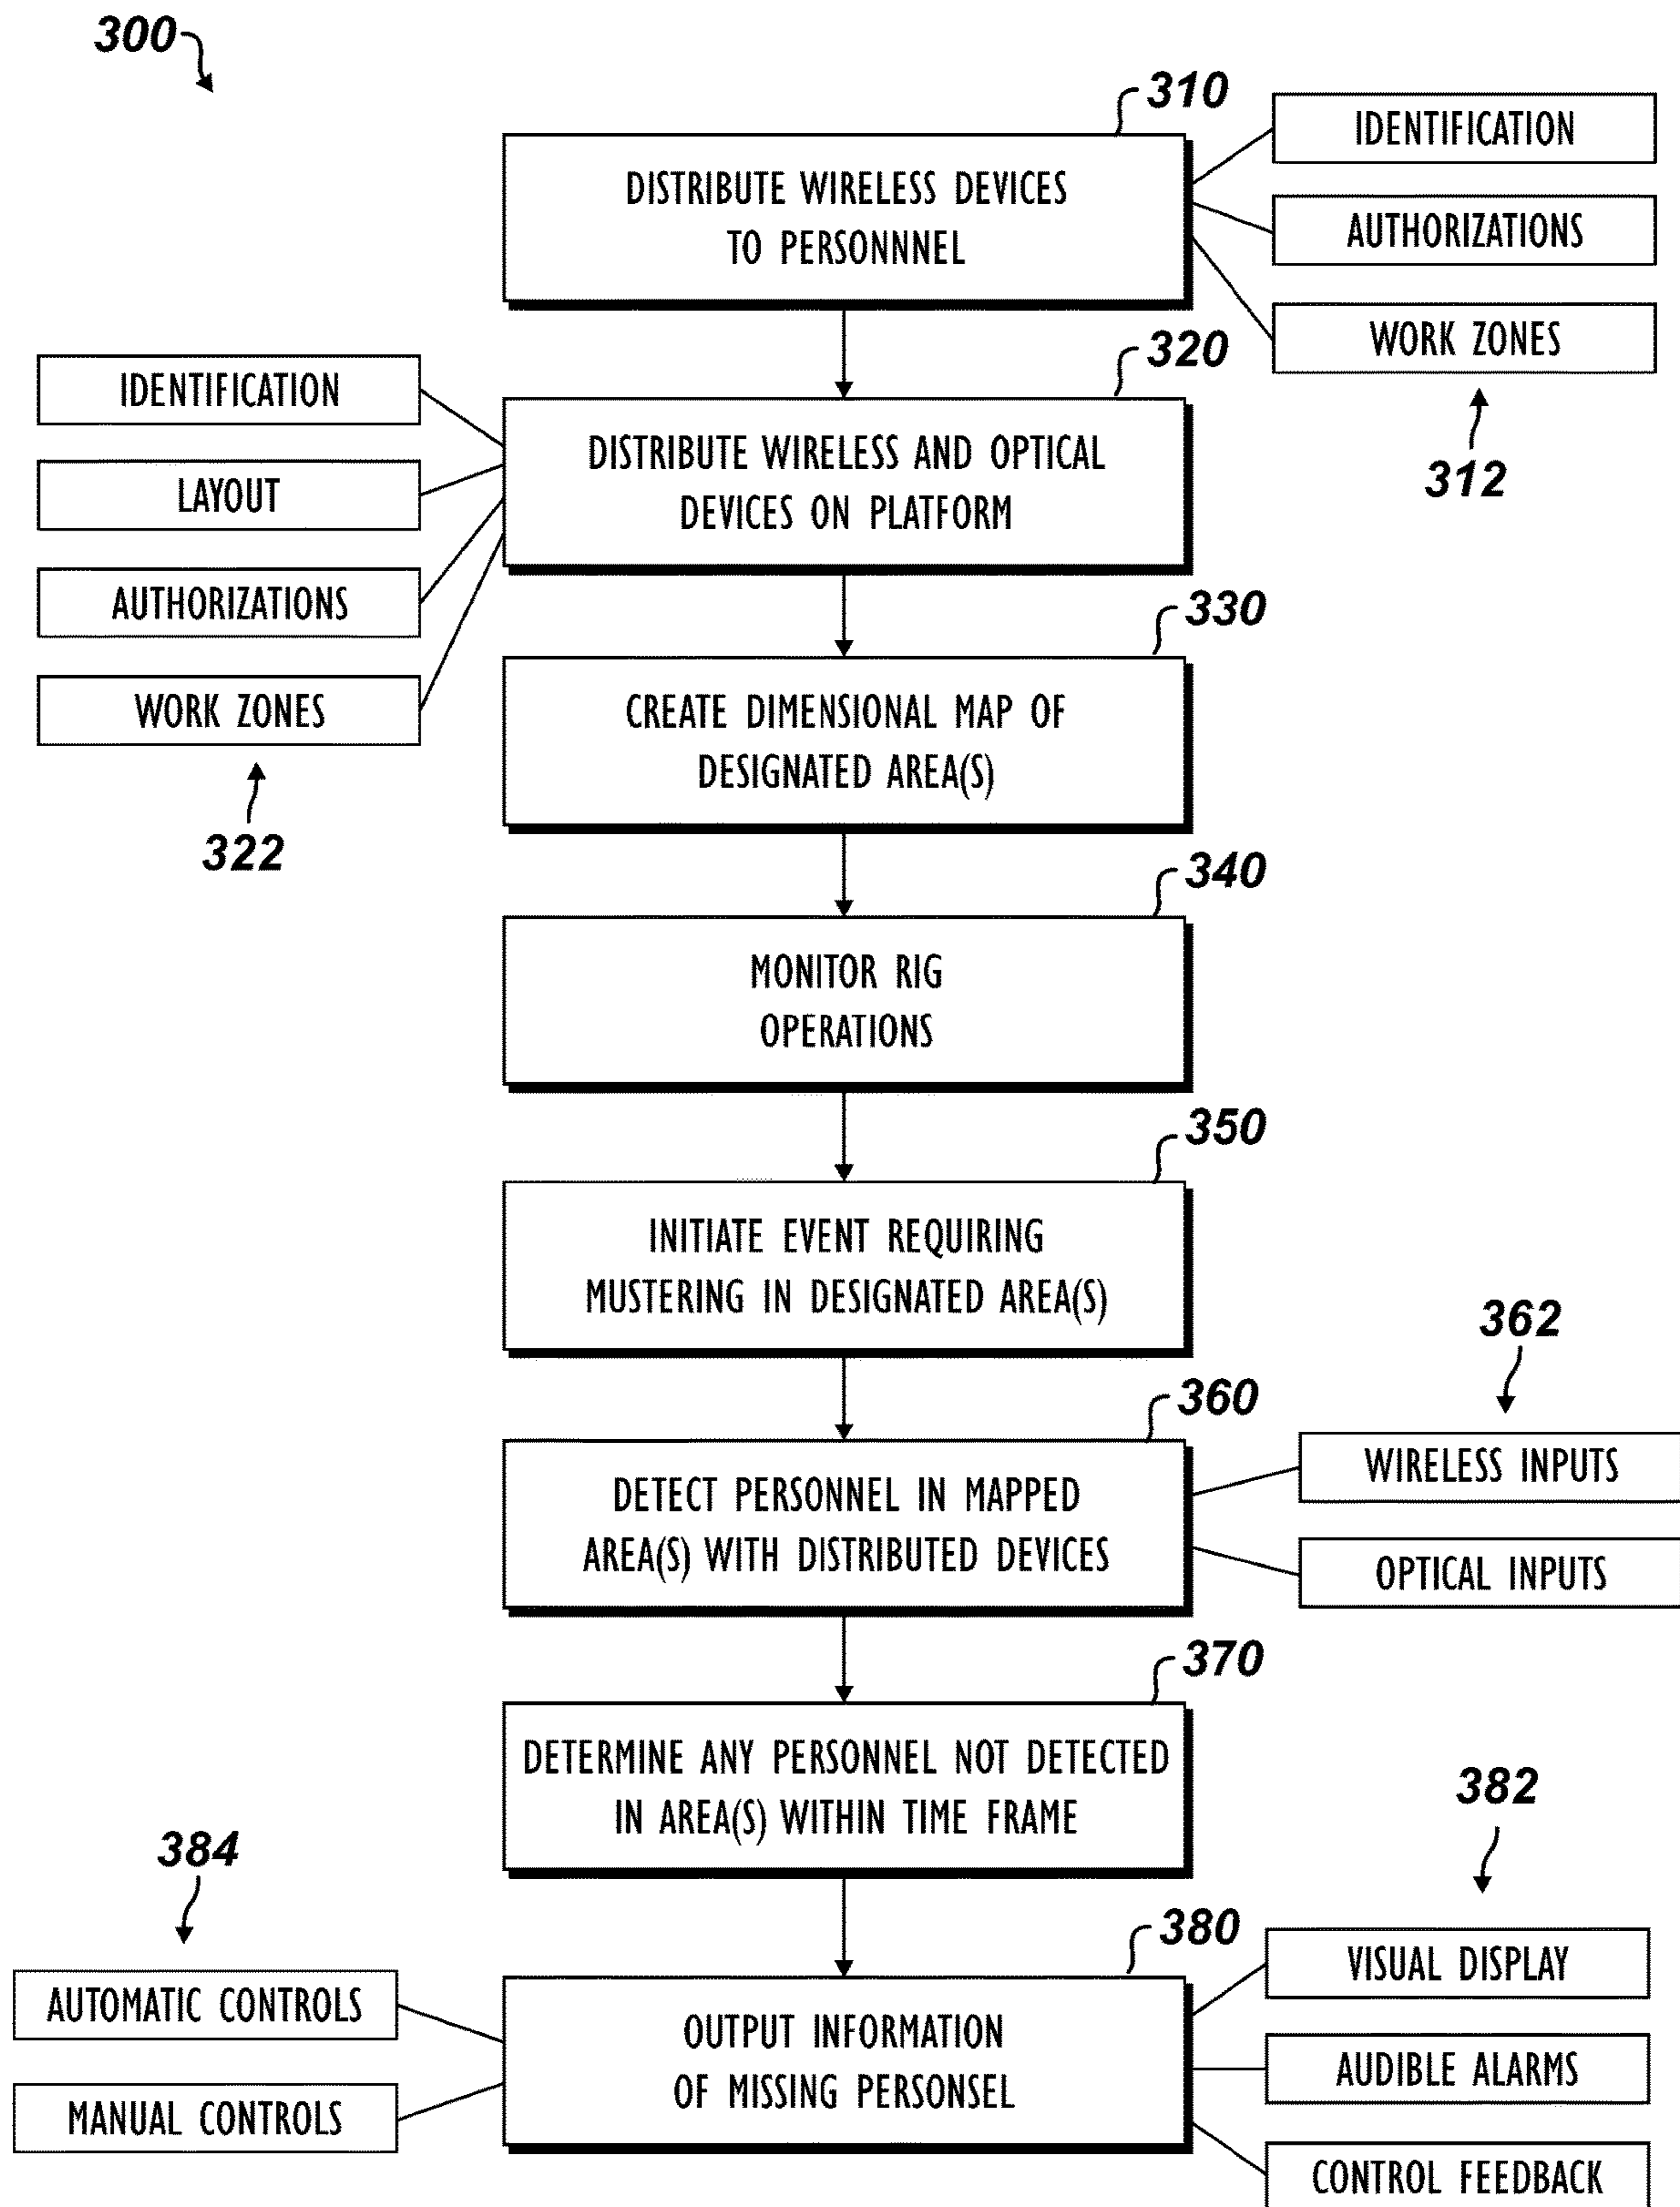 300
310
DISTRIBUTE WIRELESS DEVICES
TO PERSONNNEL
IDENTIFICATION
AUTHORIZATIONS
WORK ZONES
312
320
DISTRIBUTE WIRELESS AND OPTICAL
DEVICES ON PLATFORM
IDENTIFICATION
LAYOUT
AUTHORIZATIONS
WORK ZONES
322
330
CREATE DIMENSIONAL MAP OF
DESIGNATED AREA(S)
340
MONITOR RIG
OPERATIONS
350
INITIATE EVENT REQUIRING
MUSTERING IN DESIGNATED AREA(S)
360
DETECT PERSONNEL IN MAPPED
AREA(S) WITH DISTRIBUTED DEVICES
362
WIRELESS INPUTS
OPTICAL INPUTS
370
DETERMINE ANY PERSONNEL NOT DETECTED
IN AREA(S) WITHIN TIME FRAME
380
OUTPUT INFORMATION
OF MISSING PERSONSEL
384
AUTOMATIC CONTROLS
MANUAL CONTROLS
382
VISUAL DISPLAY
AUDIBLE ALARMS
CONTROL FEEDBACK